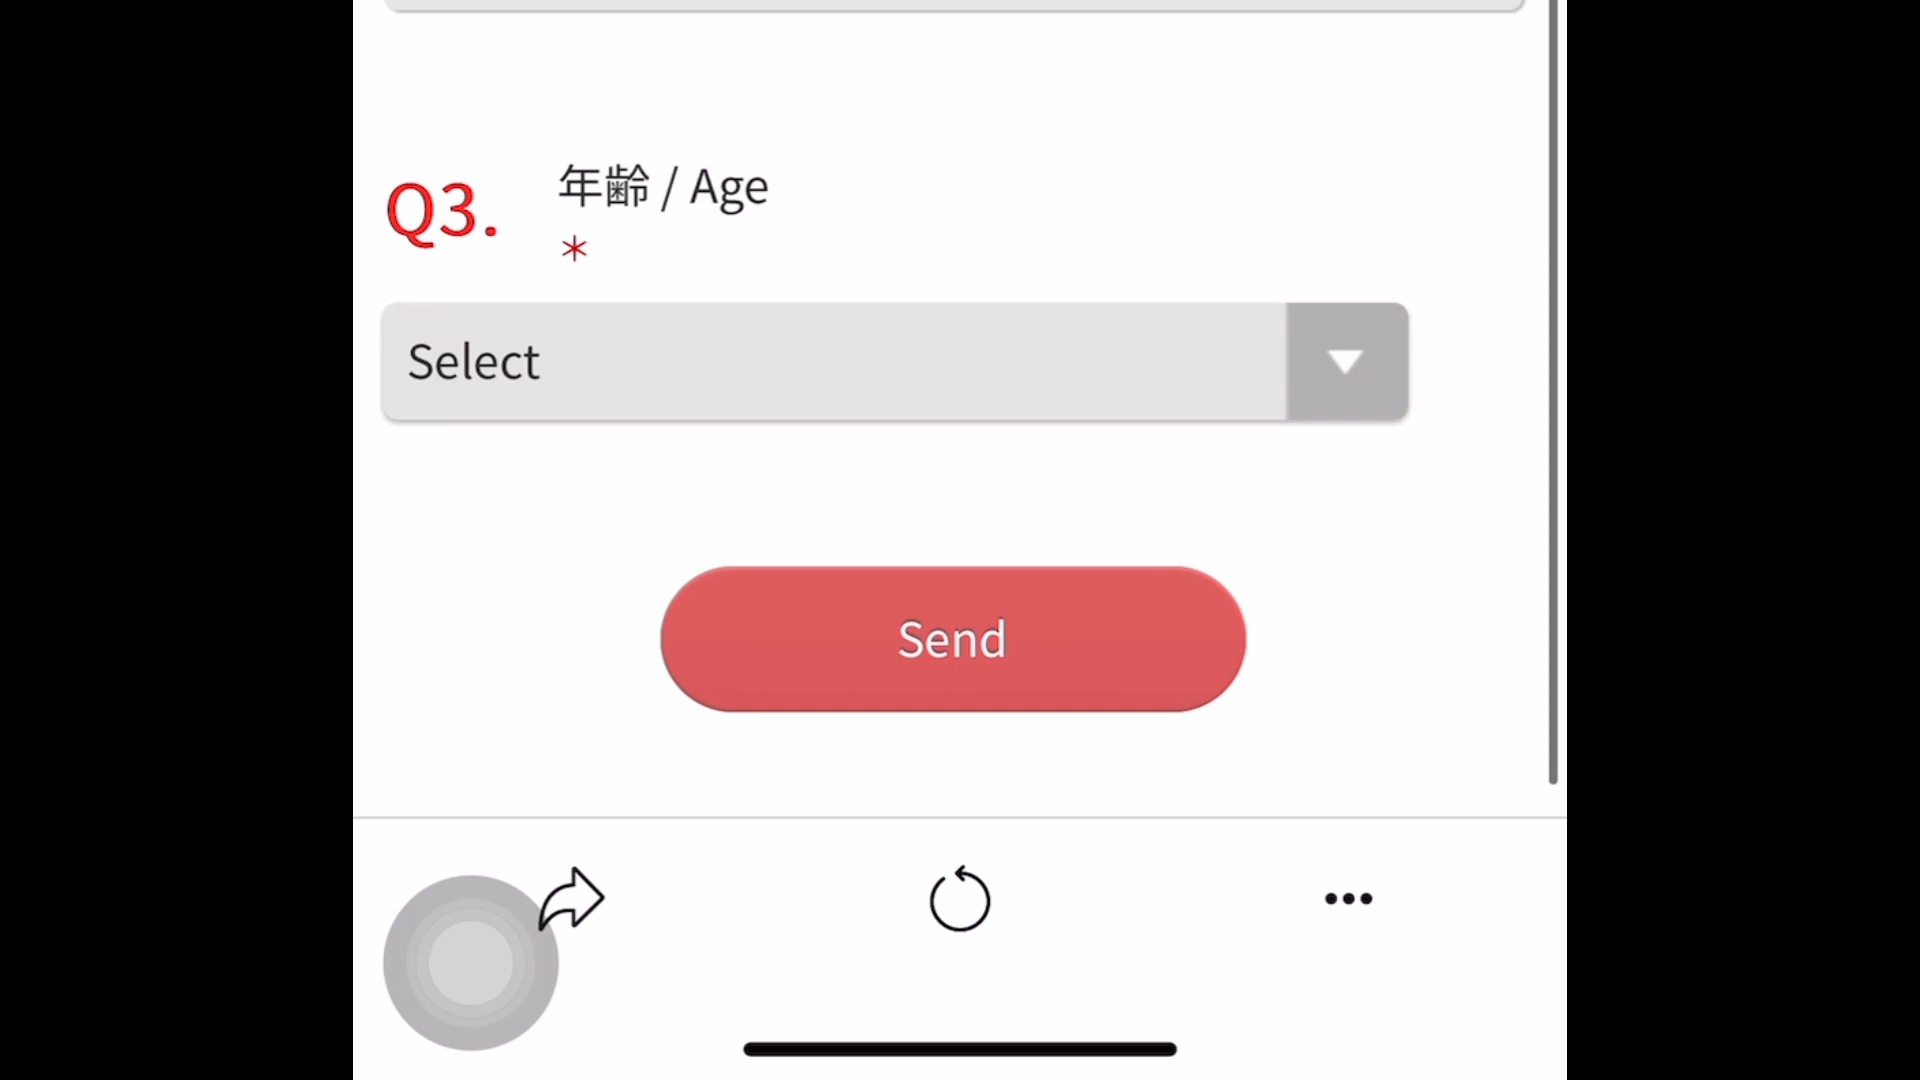 Q3.
年齢 / Age
*
Select
Send